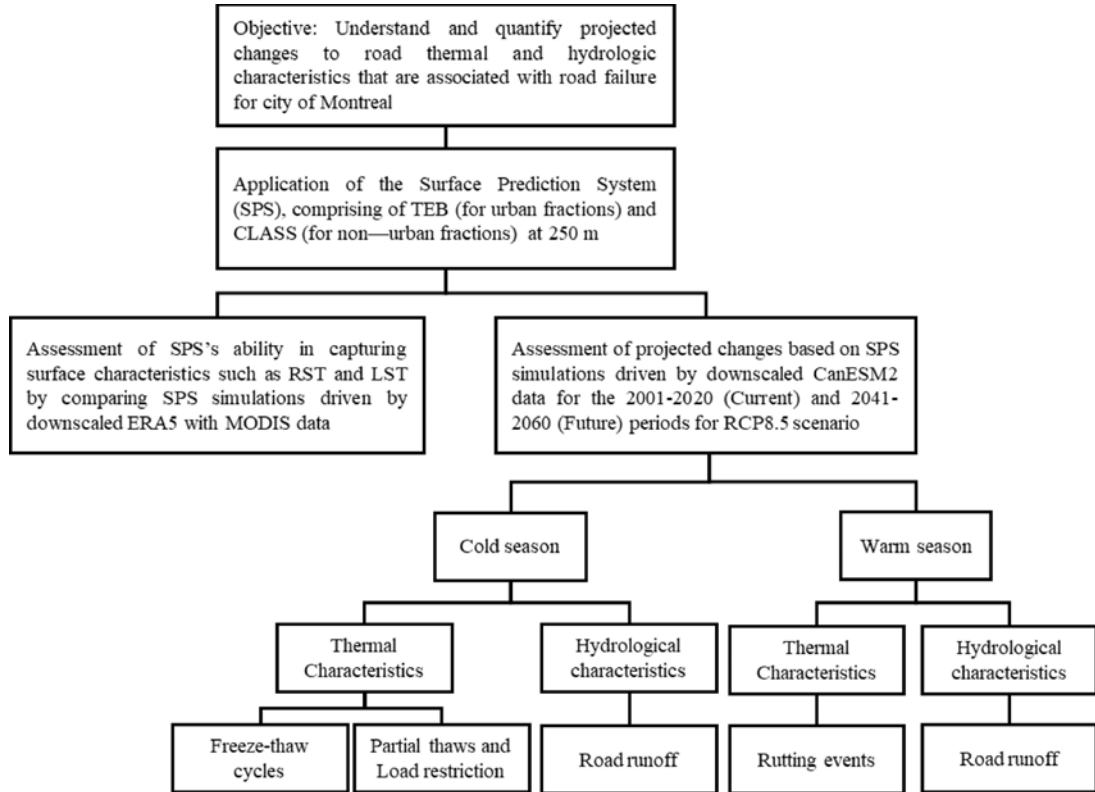 Objective: Understand and quantify projected
changes to road thermal and hydrologic
characteristics that are associated with road failure
for city of Montreal
Application of the Surface Prediction System
(SPS), comprising of TEB (for urban fractions) and
CLASS (for non—urban fractions) at 250 m
Assessment of SPS's ability in capturing
surface characteristics such as RST and LST
by comparing SPS simulations driven by
downscaled ERA5 with MODIS data
Assessment of projected changes based on SPS
simulations driven by downscaled CanESM2
data for the 2001-2020 (Current) and 2041-
2060 (Future) periods for RCP8.5 scenario
Cold season
Warm season
Thermal
Characteristics
Hydrological
characteristics
Thermal
Characteristics
Hydrological
characteristics
Freeze-thaw
cycles
Partial thaws and
Load restriction
Road runoff
Rutting events
Road runoff